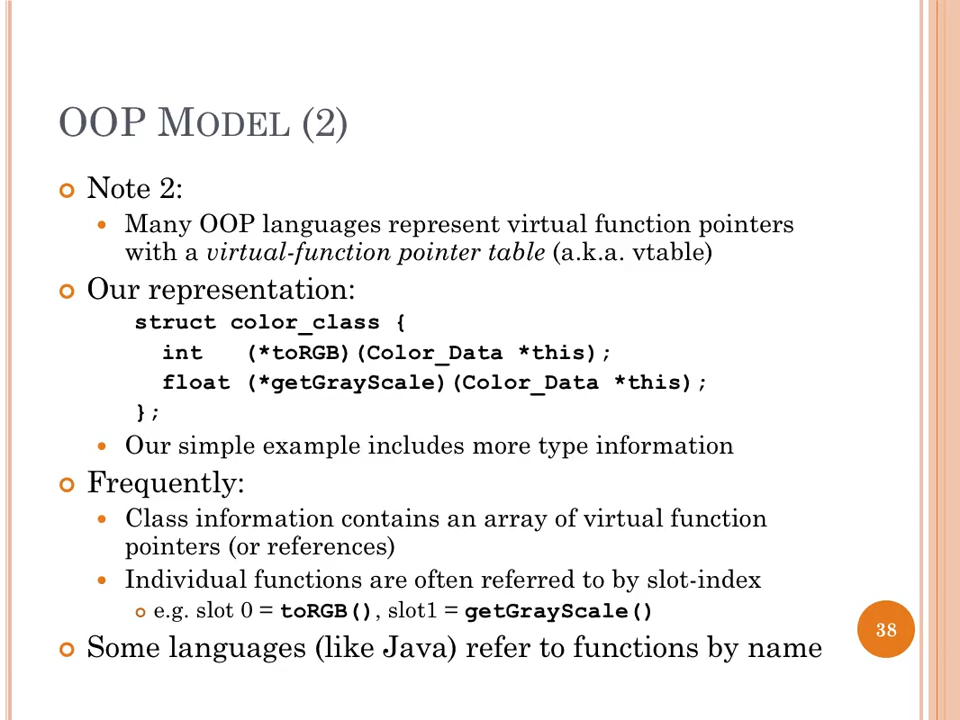 OOP MODEL (2)
Note 2:
Many OOP languages represent virtual function pointers
with a virtual-function pointer table (a.k.a. vtable)
Our representation:
struct color_class {
int (*toRGB)(Color_Data *this);
float (*getGrayScale)(Color_Data *this);
};
Our simple example includes more type information
Frequently:
Class information contains an array of virtual function
pointers (or references)
Individual functions are often referred to by slot-index
e.g. slot 0 = toRGB(), slot1 = getGrayScale()
38
Some languages (like Java) refer to functions by name